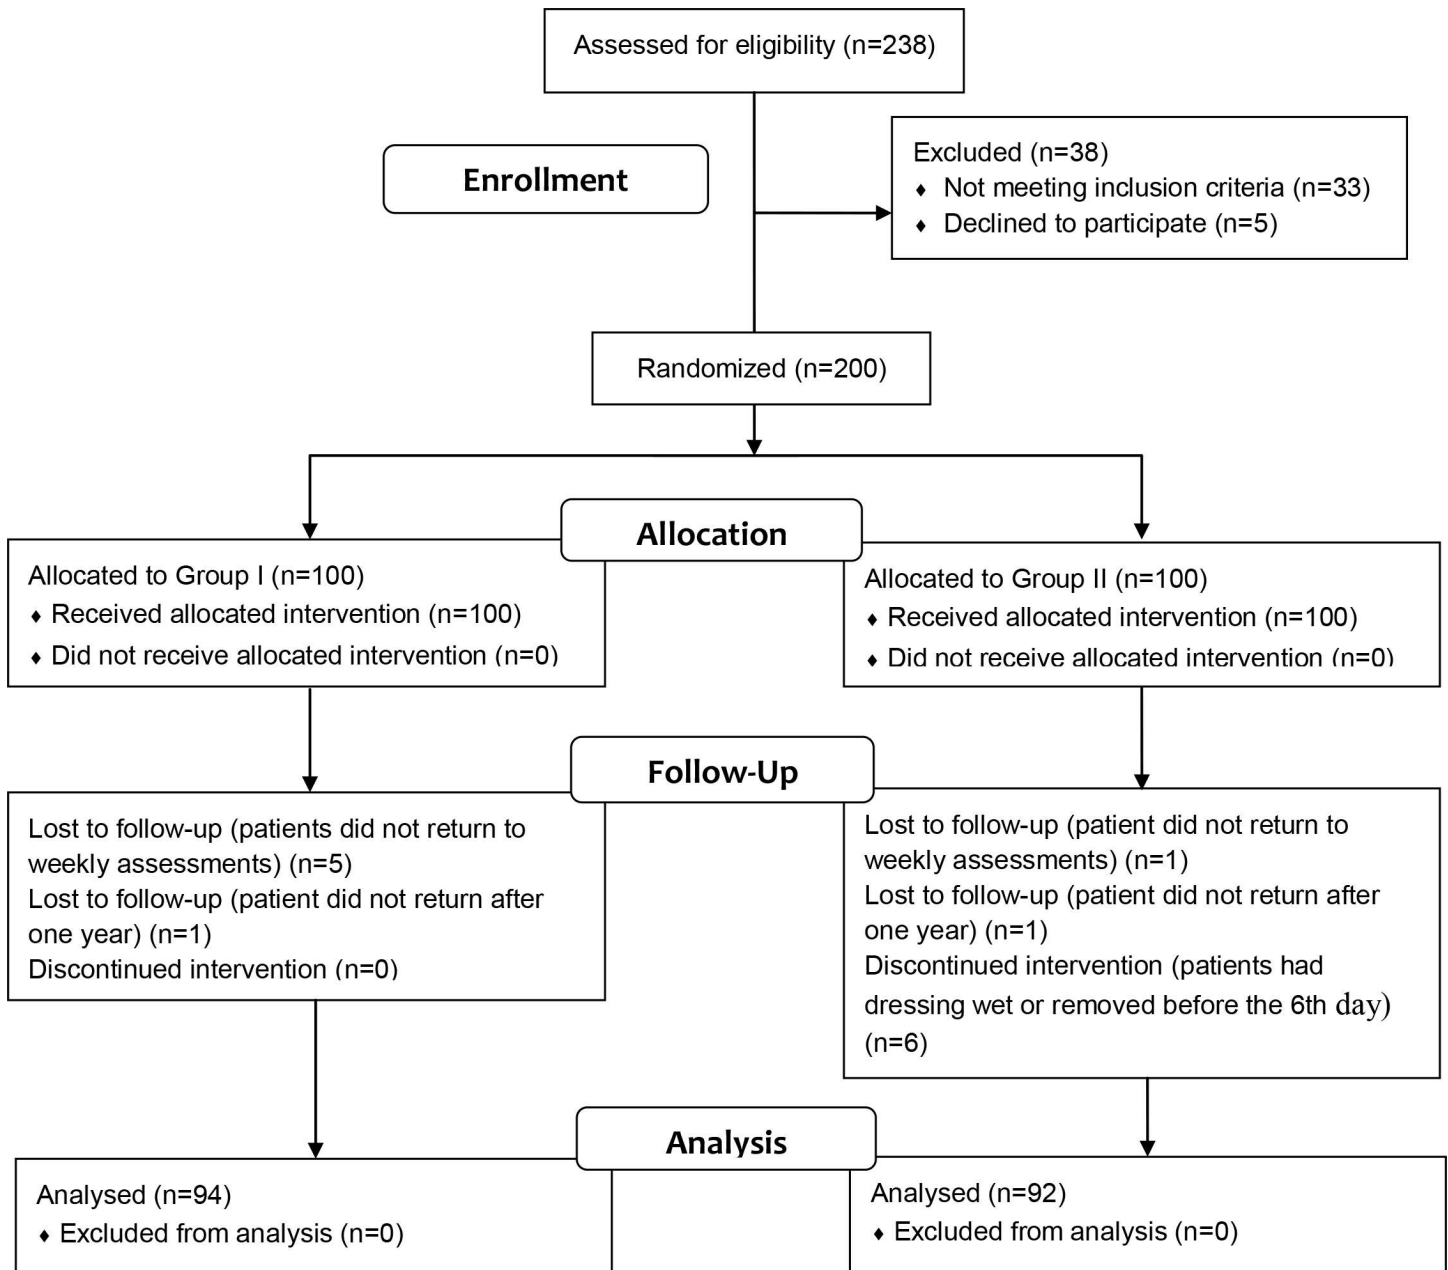 Assessed for eligibility (n=238)
Enrollment
Excluded (n=38)
♦ Not meeting inclusion criteria (n=33)
♦ Declined to participate (n=5)
Randomized (n=200)
Allocation
Allocated to Group I (n=100)
♦ Received allocated intervention (n=100)
♦ Did not receive allocated intervention (n=0)
Allocated to Group II (n=100)
♦ Received allocated intervention (n=100)
♦ Did not receive allocated intervention (n=0)
Follow-Up
Lost to follow-up (patients did not return to
weekly assessments) (n=5)
Lost to follow-up (patient did not return after
one year) (n=1)
Discontinued intervention (n=0)
Lost to follow-up (patient did not return to
weekly assessments) (n=1)
Lost to follow-up (patient did not return after
one year) (n=1)
Discontinued intervention (patients had
dressing wet or removed before the 6th day)
(n=6)
Analysis
Analysed (n=94)
♦ Excluded from analysis (n=0)
Analysed (n=92)
♦ Excluded from analysis (n=0)